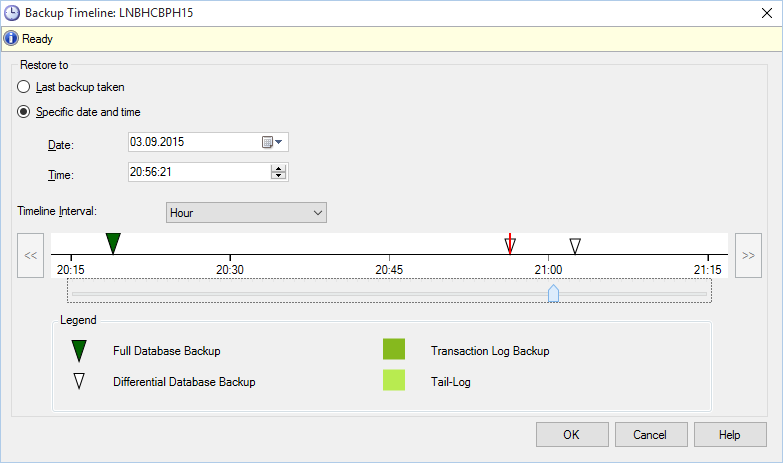 Backup Timeline: LNBHCBPH15
Ready
Restore to
Last backup taken
Specific date and time
Date: 03.09.2015
Time: 20:56:21
Timeline Interval: Hour
<< >>
20:15 20:30 20:45 21:00 21:15
Legend
Full Database Backup Transaction Log Backup
Differential Database Backup Tail-Log
OK Cancel Help